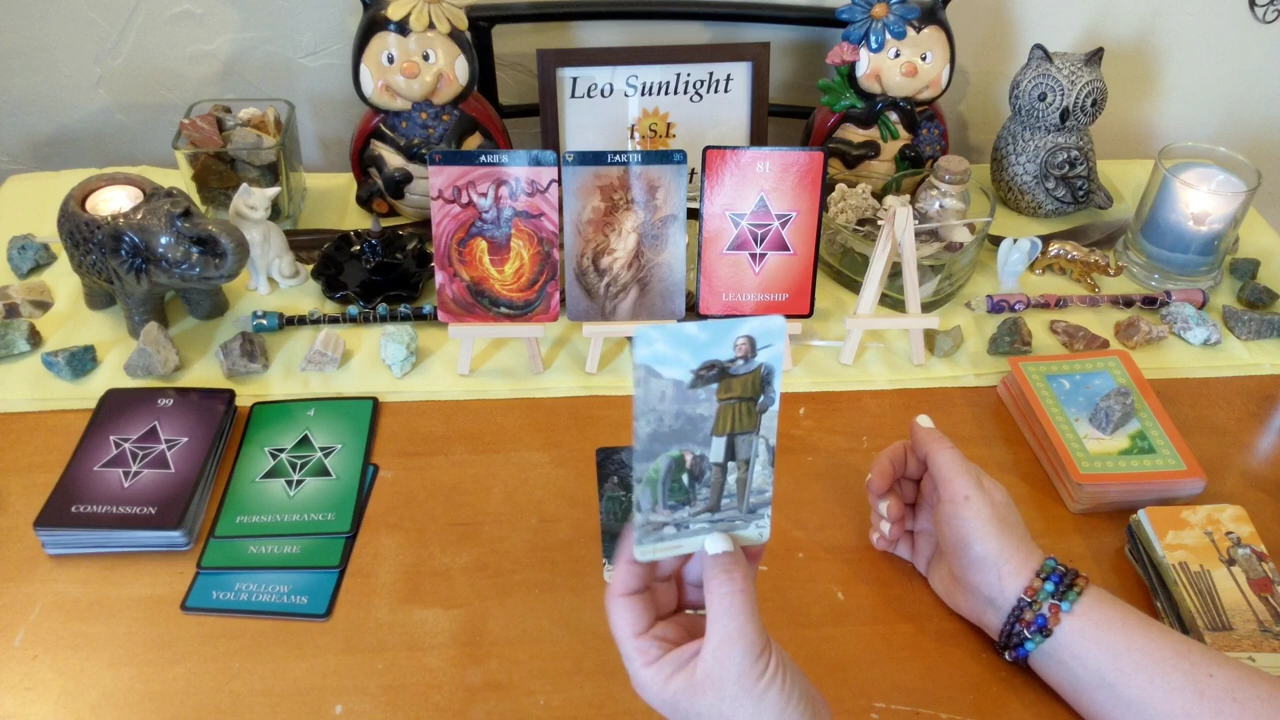 Leo Sunlight
L.S.I.
ARIES
EARTH
26
81
LEADERSHIP
99
COMPASSION
4
PERSEVERANCE
NATURE
FOLLOW
YOUR DREAMS